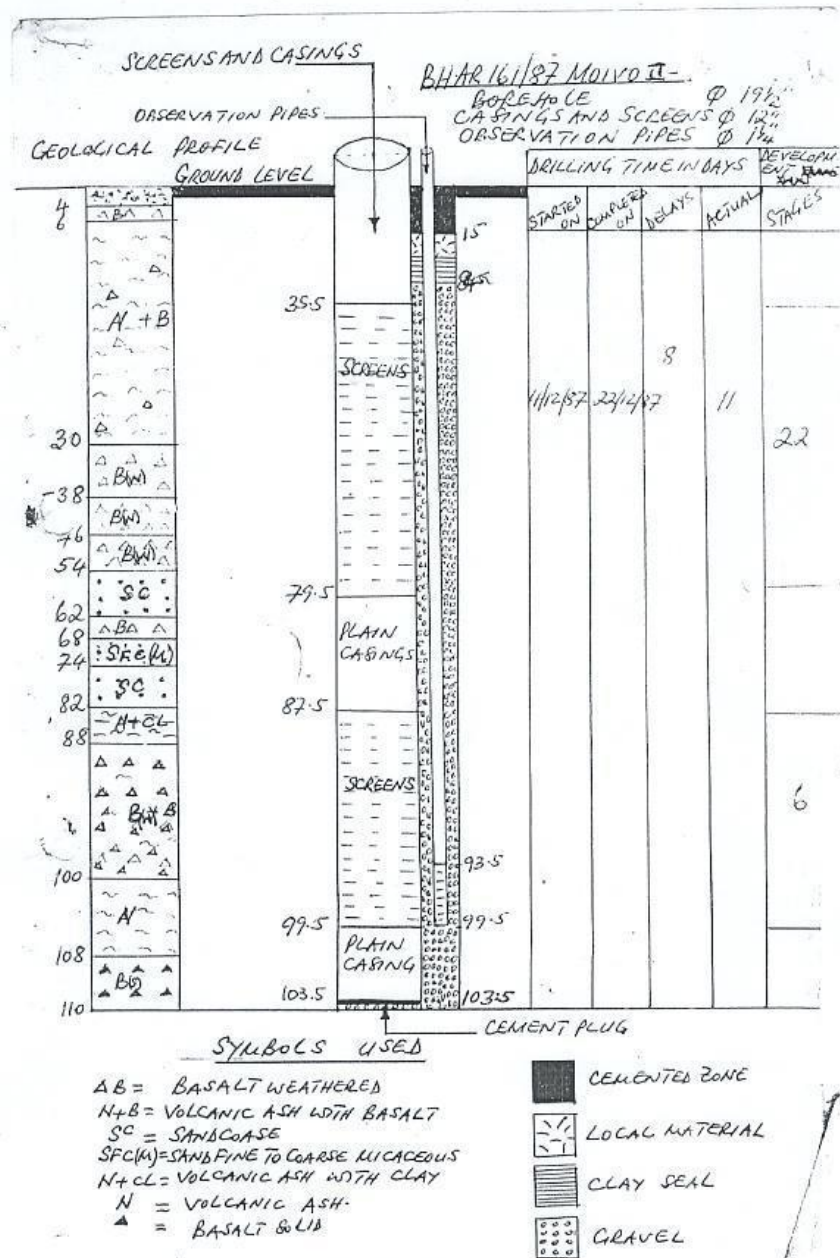 SCREENS AND CASINGS
BHAR 161/87 MOIVO II
BOREHOLE Φ 19½"
CASINGS AND SCREENS Φ 12"
OBSERVATION PIPES Φ 1¼"
OBSERVATION PIPES
GEOLOGICAL PROFILE
GROUND LEVEL
DRILLING TIME IN DAYS
DEVELOPMENT
STARTED ON
COMPLETED ON
DELAYS
ACTUAL
STAGES
4
BA
6
15
N + B
35.5
SCREENS
8
11/12/87
22/12/87
11
22
30
B(W)
38
B(W)
76
B(W)
54
SC
79.5
62
BA
PLAIN CASINGS
68
SFC(M)
74
SC
82
87.5
N+CL
88
SCREENS
B(W) B
6
93.5
100
N
99.5
99.5
PLAIN CASING
108
103.5
103.5
110
CEMENT PLUG
SYMBOLS USED
ΔB = BASALT WEATHERED
N+B = VOLCANIC ASH WITH BASALT
SC = SANDCOASE
SFC(M) = SAND FINE TO COARSE MICACEOUS
N+CL = VOLCANIC ASH WITH CLAY
N = VOLCANIC ASH.
▲ = BASALT SOLID
CEMENTED ZONE
LOCAL MATERIAL
CLAY SEAL
GRAVEL